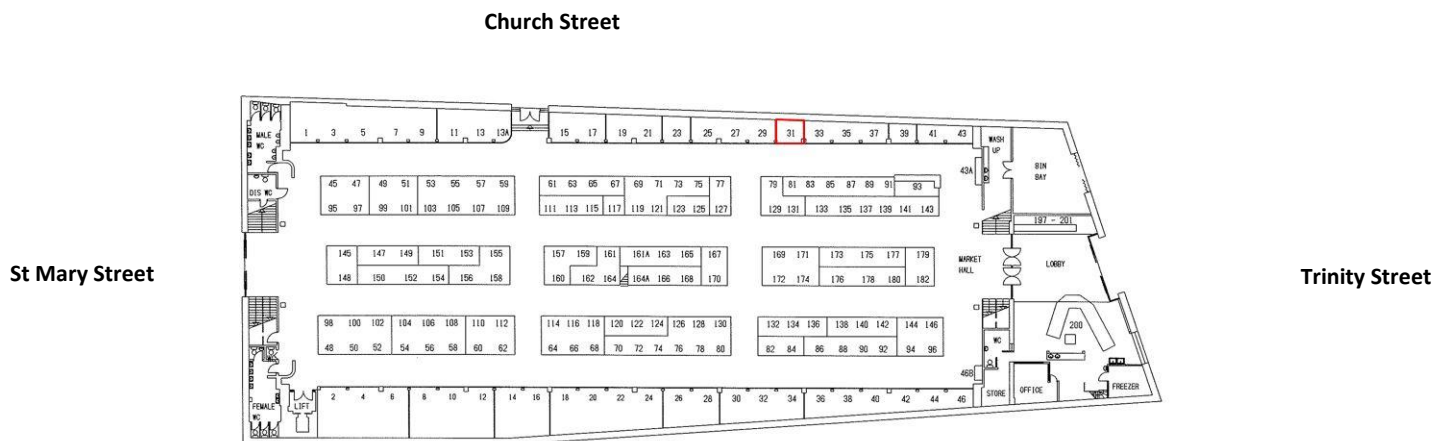 Church Street
1 3 5 7 9 11 13 13A 15 17 19 21 23 25 27 29 31 33 35 37 39 41 43
MALE WC
WASH UP
BIN BAY
43A
DIS WC
45 47 49 51 53 55 57 59 61 63 65 67 69 71 73 75 77 79 81 83 85 87 89 91 93
95 97 99 101 103 105 107 109 111 113 115 117 119 121 123 125 127 129 131 133 135 137 139 141 143
197 - 201
145 147 149 151 153 155 157 159 161 161A 163 165 167 169 171 173 175 177 179
MARKET HALL
LOBBY
St Mary Street
Trinity Street
148 150 152 154 156 158 160 162 164 164A 166 168 170 172 174 176 178 180 182
98 100 102 104 106 108 110 112 114 116 118 120 122 124 126 128 130 132 134 136 138 140 142 144 146
200
WC
48 50 52 54 56 58 60 62 64 66 68 70 72 74 76 78 80 82 84 86 88 90 92 94 96
46B
2 4 6 8 10 12 14 16 18 20 22 24 26 28 30 32 34 36 38 40 42 44 46
STORE
OFFICE
FREEZER
FEMALE WC
LIFT